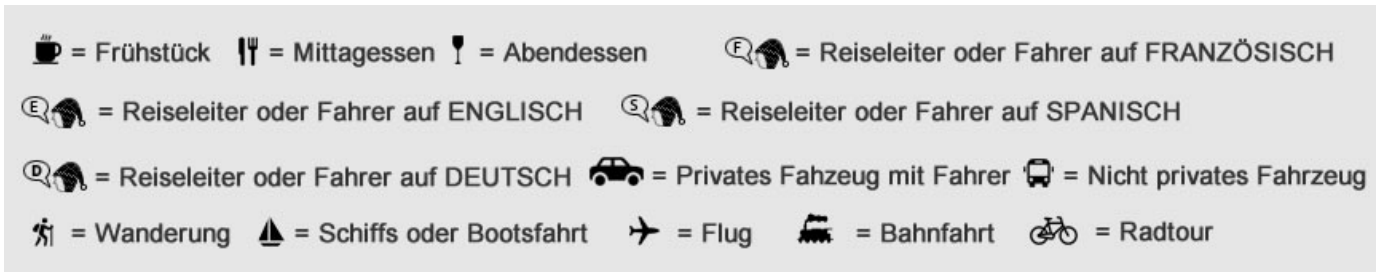 = Frühstück = Mittagessen = Abendessen F = Reiseleiter oder Fahrer auf FRANZÖSISCH
E = Reiseleiter oder Fahrer auf ENGLISCH S = Reiseleiter oder Fahrer auf SPANISCH
D = Reiseleiter oder Fahrer auf DEUTSCH = Privates Fahzeug mit Fahrer = Nicht privates Fahrzeug
= Wanderung = Schiffs oder Bootsfahrt = Flug = Bahnfahrt = Radtour